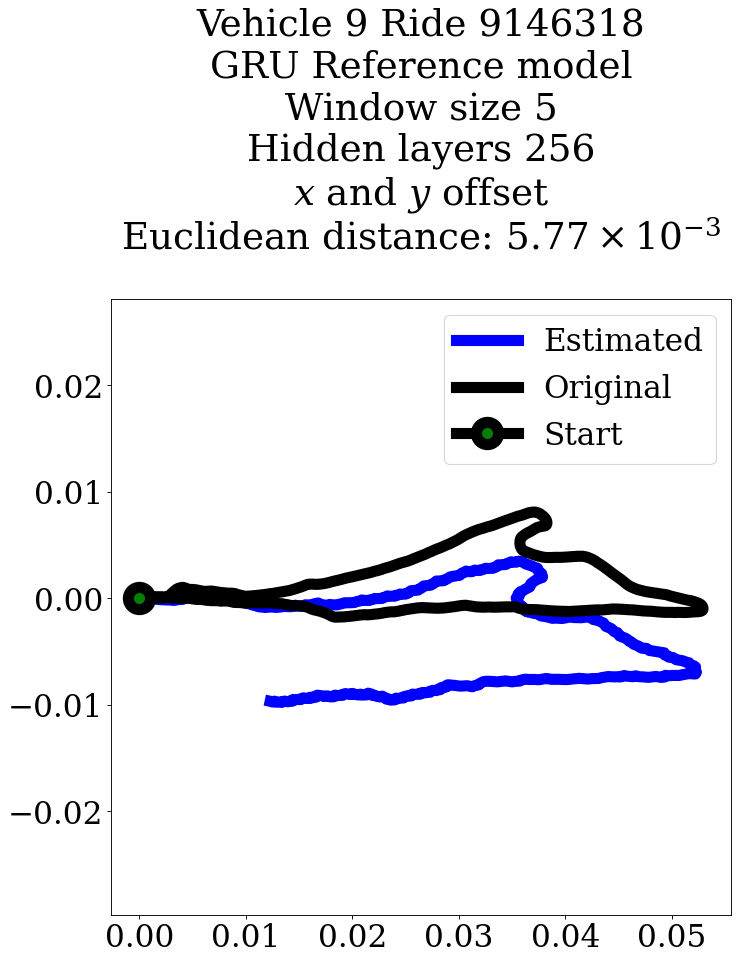 Vehicle 9 Ride 9146318
GRU Reference model
Window size 5
Hidden layers 256
x and y offset
Euclidean distance: 5.77 × 10⁻³
Estimated
Original
Start
0.02
0.01
0.00
−0.01
−0.02
0.00 0.01 0.02 0.03 0.04 0.05